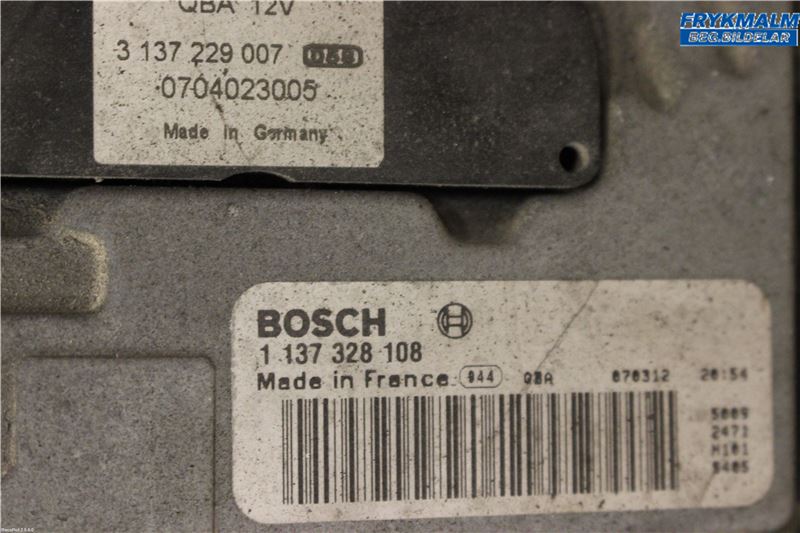 QBA 12V
3 137 229 007
0704023005
Made in Germany
FRYKMALM
BEG.BILDELAR
BOSCH
1 137 328 108
Made in France 944 QBA 070312 20:54
5009
2471
M101